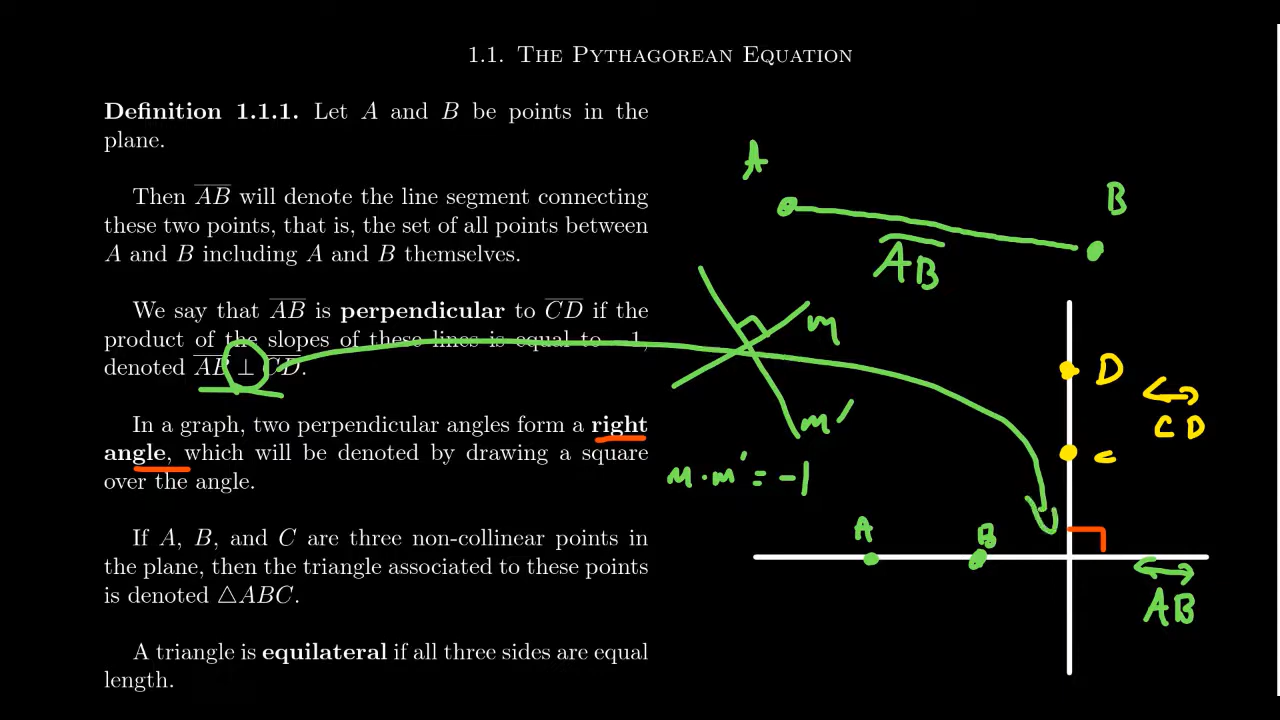 1.1. The Pythagorean Equation
Definition 1.1.1. Let A and B be points in the
plane.
Then A̅B̅ will denote the line segment connecting
these two points, that is, the set of all points between
A and B including A and B themselves.
We say that A̅B̅ is perpendicular to C̅D̅ if the
product of the slopes of these lines is equal to −1,
denoted A̅B̅ ⊥ C̅D̅.
In a graph, two perpendicular angles form a right
angle, which will be denoted by drawing a square
over the angle.
If A, B, and C are three non-collinear points in
the plane, then the triangle associated to these points
is denoted △ABC.
A triangle is equilateral if all three sides are equal
length.
A
B
A̅B̅
m
m'
m·m' = -1
D
C
↔
CD
A
B
↔
AB